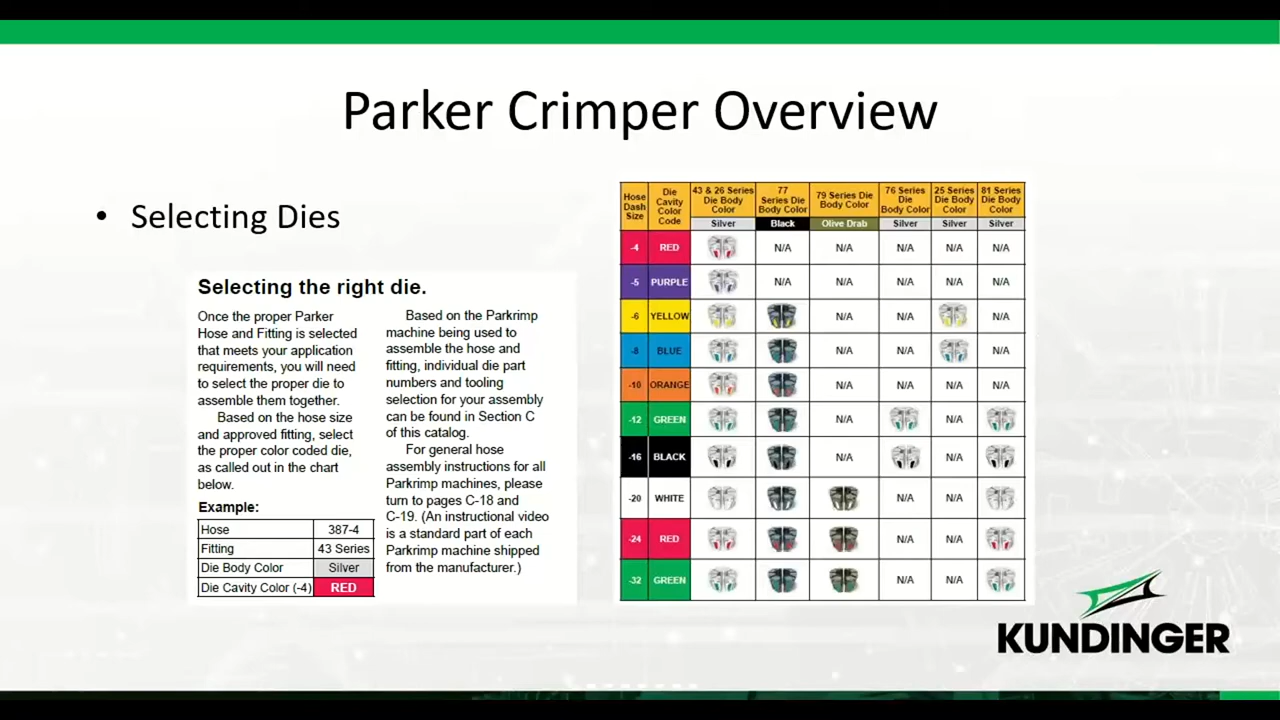 Parker Crimper Overview
• Selecting Dies
Selecting the right die.
Once the proper Parker
Hose and Fitting is selected
that meets your application
requirements, you will need
to select the proper die to
assemble them together.
Based on the hose size
and approved fitting, select
the proper color coded die,
as called out in the chart
below.
Example:
Hose 387-4
Fitting 43 Series
Die Body Color Silver
Die Cavity Color (-4) RED
Based on the Parkrimp
machine being used to
assemble the hose and
fitting, individual die part
numbers and tooling
selection for your assembly
can be found in Section C
of this catalog.
For general hose
assembly instructions for all
Parkrimp machines, please
turn to pages C-18 and
C-19. (An instructional video
is a standard part of each
Parkrimp machine shipped
from the manufacturer.)
Hose Dash Size Die Cavity Color Code 43 & 26 Series Die Body Color 77 Series Die Body Color 79 Series Die Body Color 76 Series Die Body Color 25 Series Die Body Color 81 Series Die Body Color
Silver Black Olive Drab Silver Silver Silver
-4 RED N/A N/A N/A N/A N/A
-5 PURPLE N/A N/A N/A N/A N/A
-6 YELLOW N/A N/A N/A
-8 BLUE N/A N/A N/A
-10 ORANGE N/A N/A N/A N/A
-12 GREEN N/A N/A
-16 BLACK N/A N/A
-20 WHITE N/A N/A
-24 RED N/A N/A
-32 GREEN N/A N/A
KUNDINGER